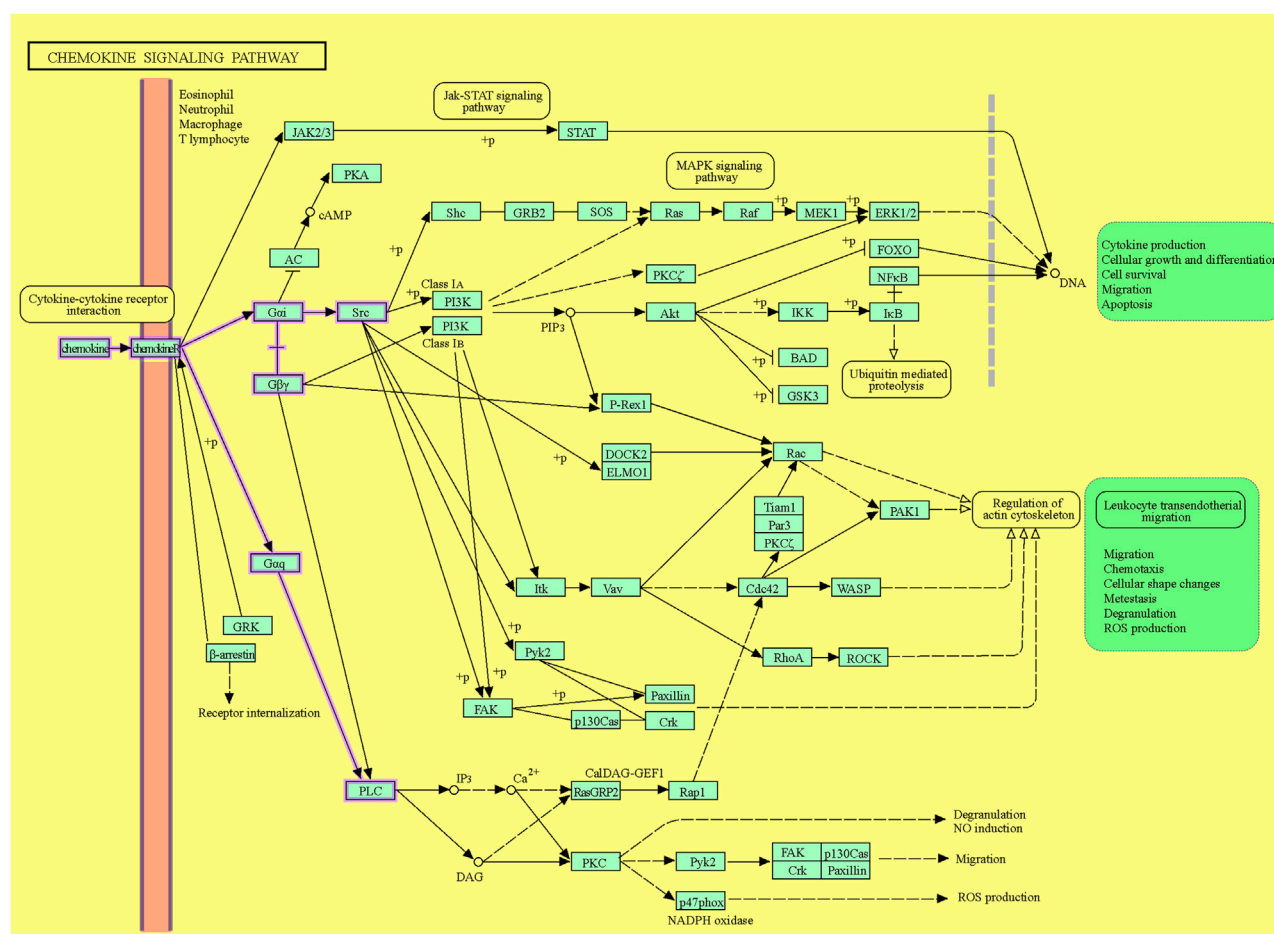 CHEMOKINE SIGNALING PATHWAY
Eosinophil
Neutrophil
Macrophage
T lymphocyte
Jak-STAT signaling
pathway
JAK2/3
+p
STAT
MAPK signaling
pathway
PKA
cAMP
AC
Shc
GRB2
SOS
Ras
Raf
+p
MEK1
+p
ERK1/2
+p
+p
FOXO
Cytokine production
Cellular growth and differentiation
Cell survival
Migration
Apoptosis
DNA
PKCζ
NFκB
Cytokine-cytokine receptor
interaction
Class IA
+p
PI3K
Gαi
Src
PIP3
Akt
+p
IKK
+p
IκB
PI3K
Class IB
chemokine
chemokineR
+p
BAD
Ubiquitin mediated
proteolysis
Gβγ
+p
GSK3
P-Rex1
+p
+p
DOCK2
ELMO1
Rac
Tiam1
Par3
PKCζ
PAK1
Regulation of
actin cytoskeleton
Leukocyte transendotherial
migration
Migration
Chemotaxis
Cellular shape changes
Metestasis
Degranulation
ROS production
Gαq
Itk
Vav
Cdc42
WASP
GRK
+p
β-arrestin
Pyk2
RhoA
ROCK
+p
+p
+p
Paxillin
Receptor internalization
FAK
p130Cas
Crk
CalDAG-GEF1
IP3
Ca2+
PLC
RasGRP2
Rap1
Degranulation
NO induction
DAG
PKC
Pyk2
FAK
p130Cas
Crk
Paxillin
Migration
p47phox
NADPH oxidase
ROS production